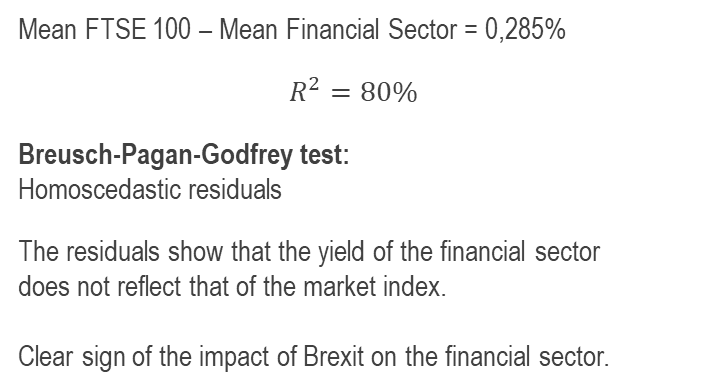 Mean FTSE 100 – Mean Financial Sector = 0,285%
R² = 80%
Breusch-Pagan-Godfrey test:
Homoscedastic residuals
The residuals show that the yield of the financial sector
does not reflect that of the market index.
Clear sign of the impact of Brexit on the financial sector.